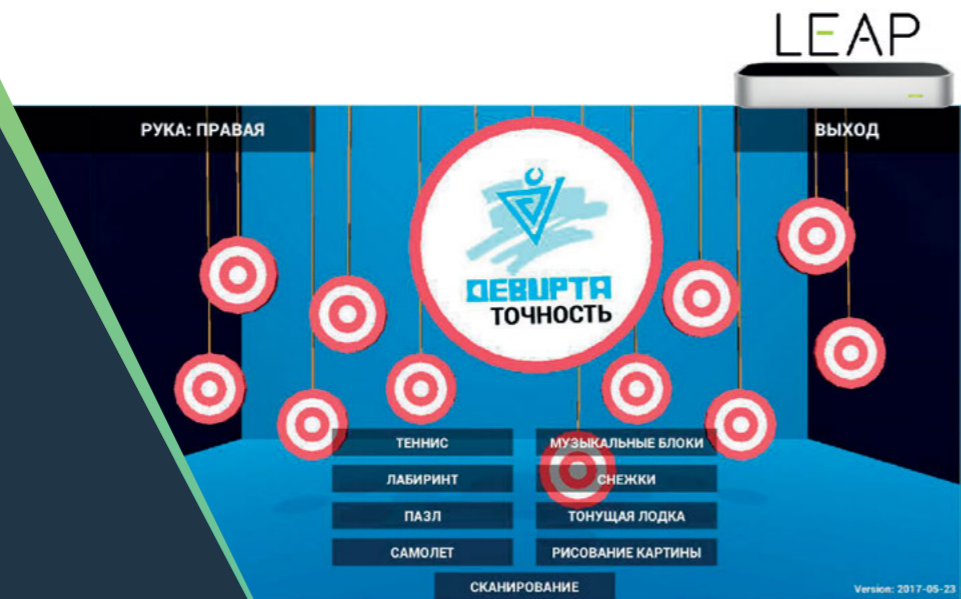 LEAP
РУКА: ПРАВАЯ
ВЫХОД
ДЕВИРТА
ТОЧНОСТЬ
ТЕННИС
МУЗЫКАЛЬНЫЕ БЛОКИ
ЛАБИРИНТ
СНЕЖКИ
ПАЗЛ
ТОНУЩАЯ ЛОДКА
САМОЛЕТ
РИСОВАНИЕ КАРТИНЫ
СКАНИРОВАНИЕ
Version: 2017-05-23